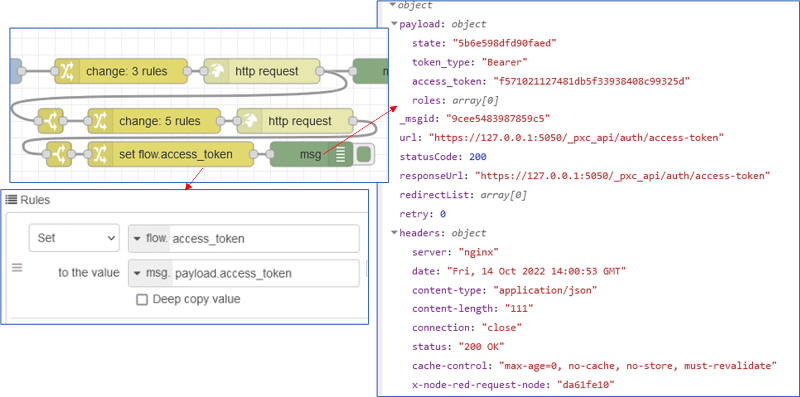 change: 3 rules
http request
change: 5 rules
http request
set flow.access_token
msg
Rules
Set
flow. access_token
to the value
msg. payload.access_token
Deep copy value
object
payload: object
state: "5b6e598dfd90faed"
token_type: "Bearer"
access_token: "f571021127481db5f33938408c99325d"
roles: array[0]
_msgid: "9cee5483987859c5"
url: "https://127.0.0.1:5050/_pxc_api/auth/access-token"
statusCode: 200
responseUrl: "https://127.0.0.1:5050/_pxc_api/auth/access-token"
redirectList: array[0]
retry: 0
headers: object
server: "nginx"
date: "Fri, 14 Oct 2022 14:00:53 GMT"
content-type: "application/json"
content-length: "111"
connection: "close"
status: "200 OK"
cache-control: "max-age=0, no-cache, no-store, must-revalidate"
x-node-red-request-node: "da61fe10"